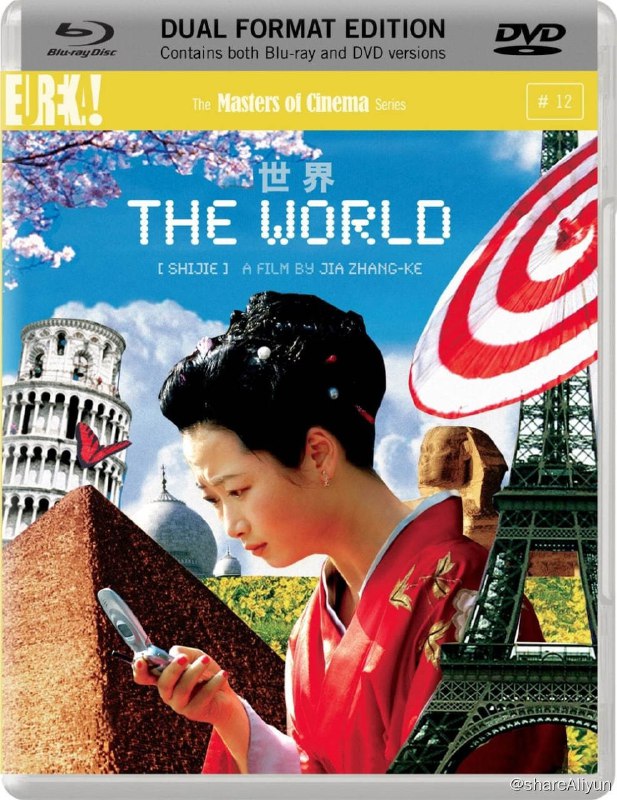 Blu-ray Disc
DUAL FORMAT EDITION
Contains both Blu-ray and DVD versions
DVD
EUREKA!
The Masters of Cinema Series
# 12
世界
THE WORLD
[ SHIJIE ] A FILM BY JIA ZHANG-KE
@shareAliyun